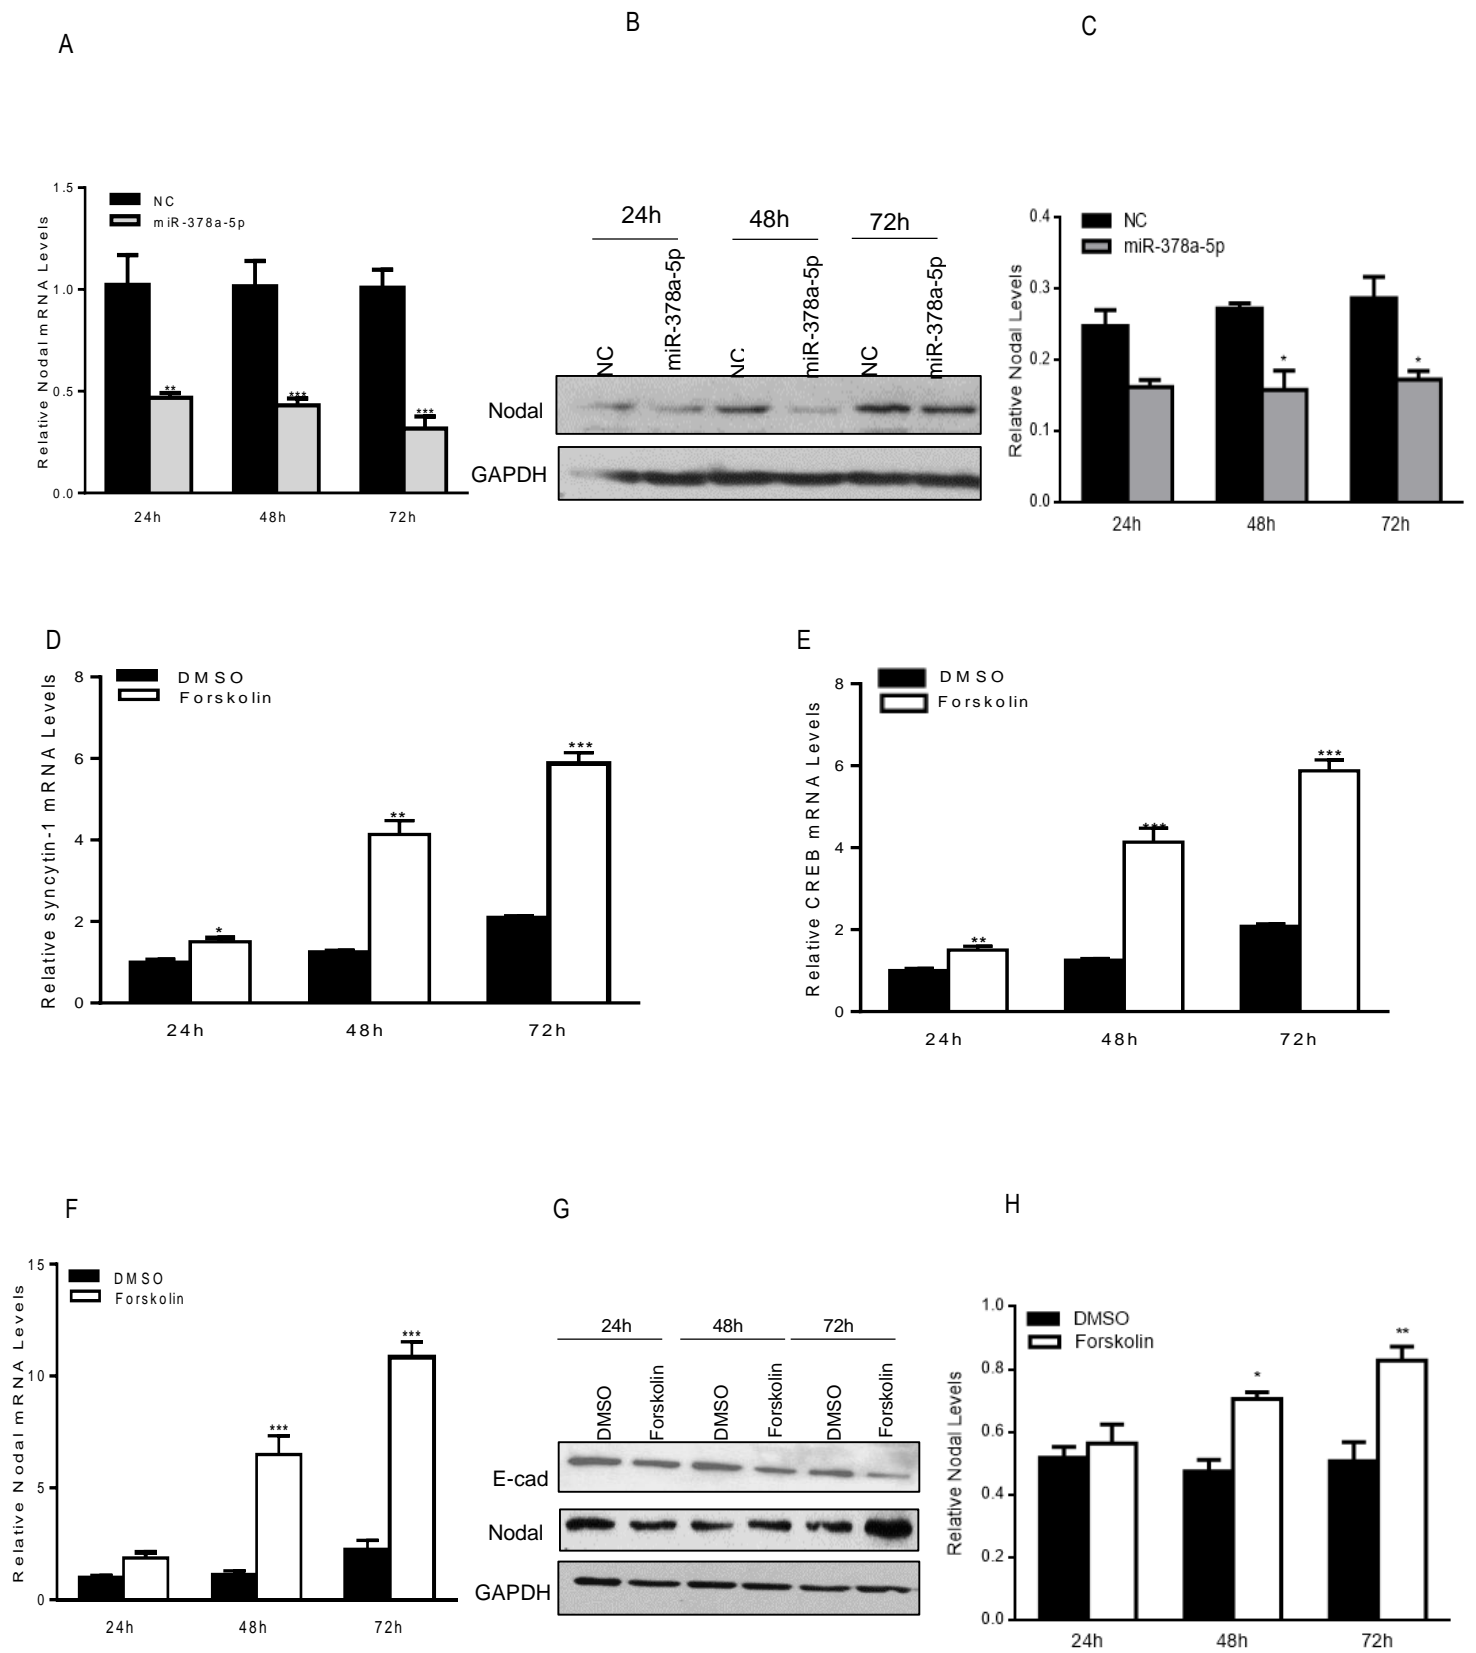 A
B
C
Relative Nodal mRNA Levels
1.5
1.0
0.5
0.0
NC
miR-378a-5p
**
***
***
24h
48h
72h
24h
48h
72h
NC
miR-378a-5p
NC
miR-378a-5p
NC
miR-378a-5p
Nodal
GAPDH
Relative Nodal Levels
0.4
0.3
0.2
0.1
0.0
NC
miR-378a-5p
*
*
24h
48h
72h
D
E
Relative syncytin-1 mRNA Levels
8
6
4
2
0
DMSO
Forskolin
*
**
***
24h
48h
72h
Relative CREB mRNA Levels
8
6
4
2
0
DMSO
Forskolin
**
***
***
24h
48h
72h
F
G
H
Relative Nodal mRNA Levels
15
10
5
0
DMSO
Forskolin
***
***
24h
48h
72h
24h
48h
72h
DMSO
Forskolin
DMSO
Forskolin
DMSO
Forskolin
E-cad
Nodal
GAPDH
Relative Nodal Levels
1.0
0.8
0.6
0.4
0.2
0.0
DMSO
Forskolin
*
**
24h
48h
72h